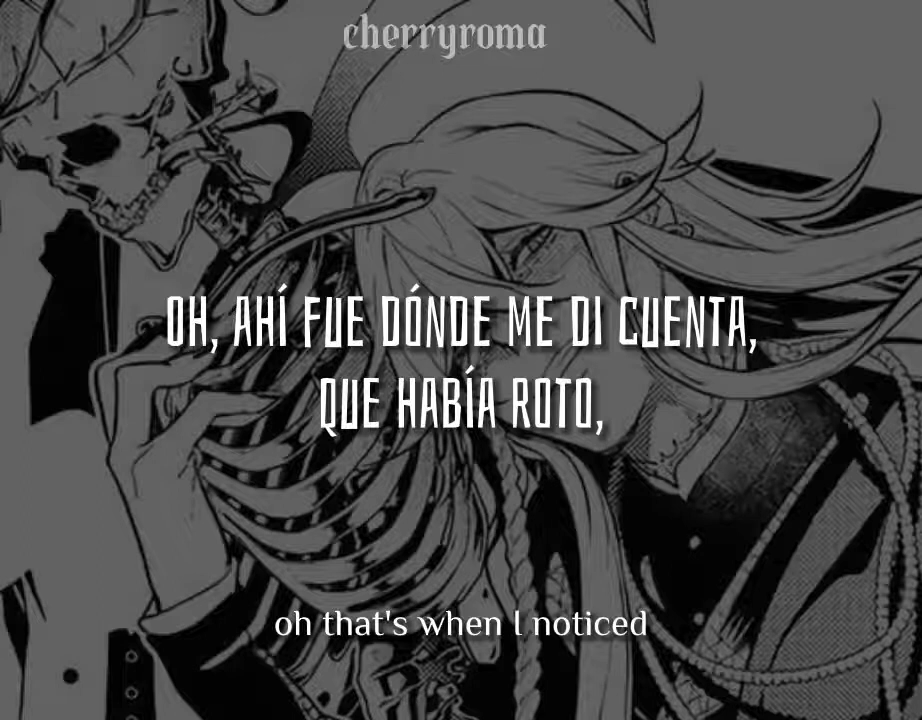 cherryroma
OH, AHÍ FUE DÓNDE ME DI CUENTA,
QUE HABÍA ROTO,
oh that's when I noticed